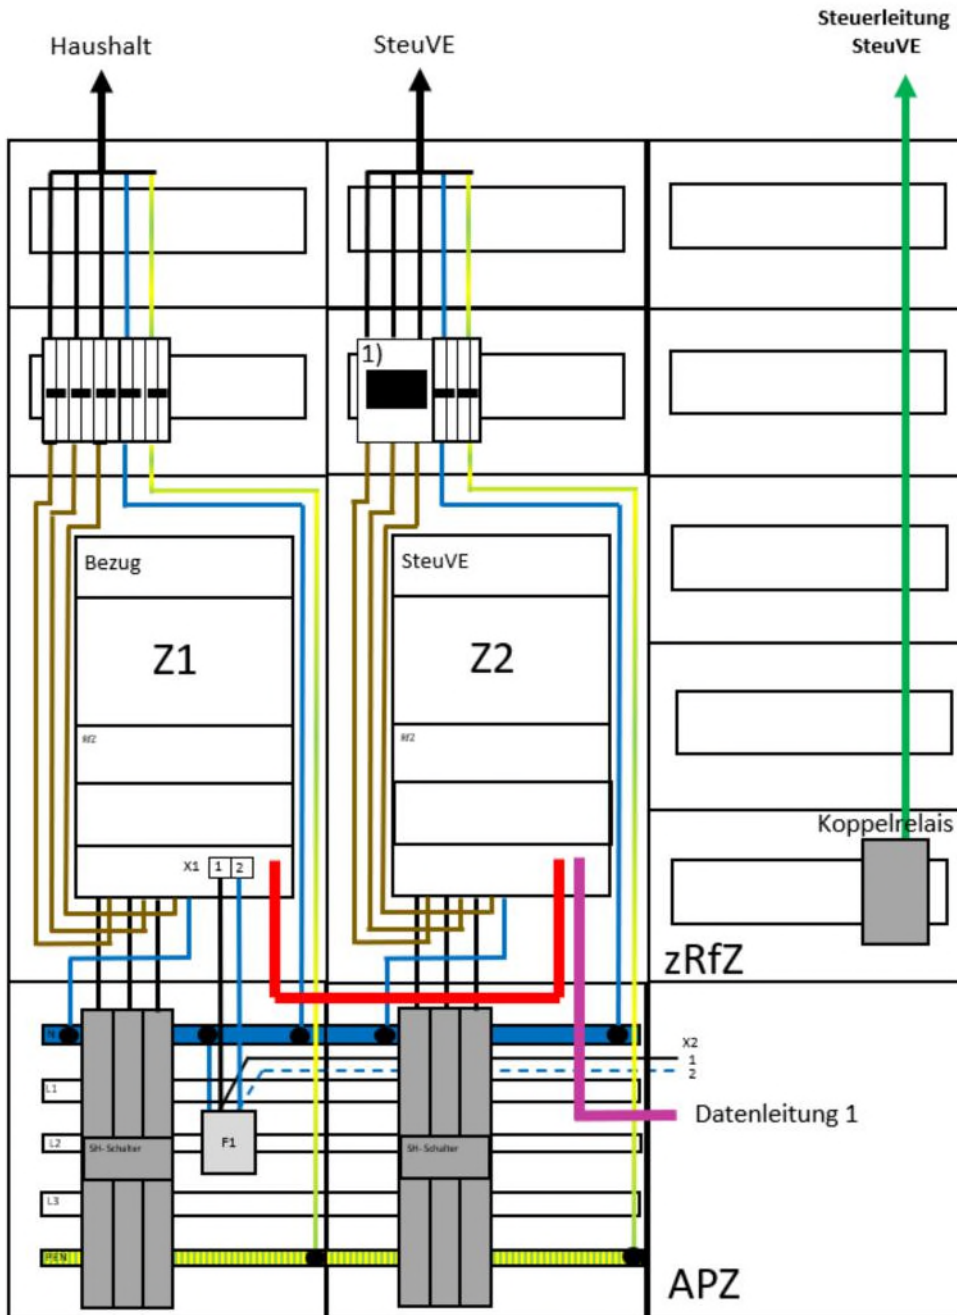 Haushalt
SteuVE
Steuerleitung
SteuVE
1)
Bezug
SteuVE
Z1
Z2
RfZ
RfZ
Koppelrelais
X1
1
2
zRfZ
N
X2
1
2
L1
Datenleitung 1
L2
SH- Schalter
F1
SH- Schalter
L3
PEN
APZ